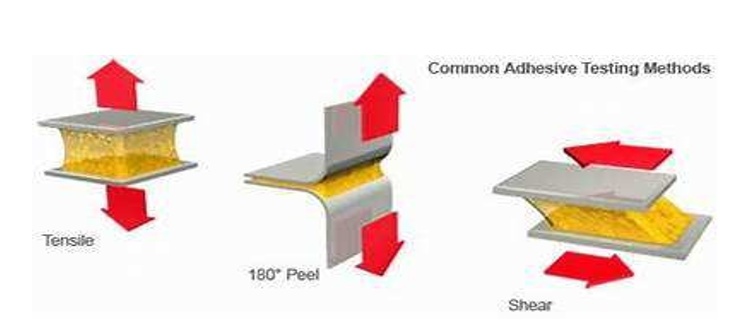 Common Adhesive Testing Methods
Tensile
180° Peel
Shear